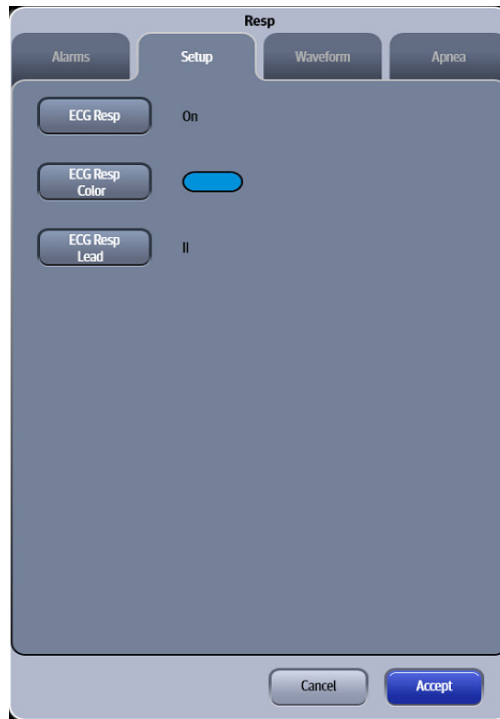 Resp
Alarms Setup Waveform Apnea
ECG Resp On
ECG Resp
Color
ECG Resp
Lead II
Cancel Accept